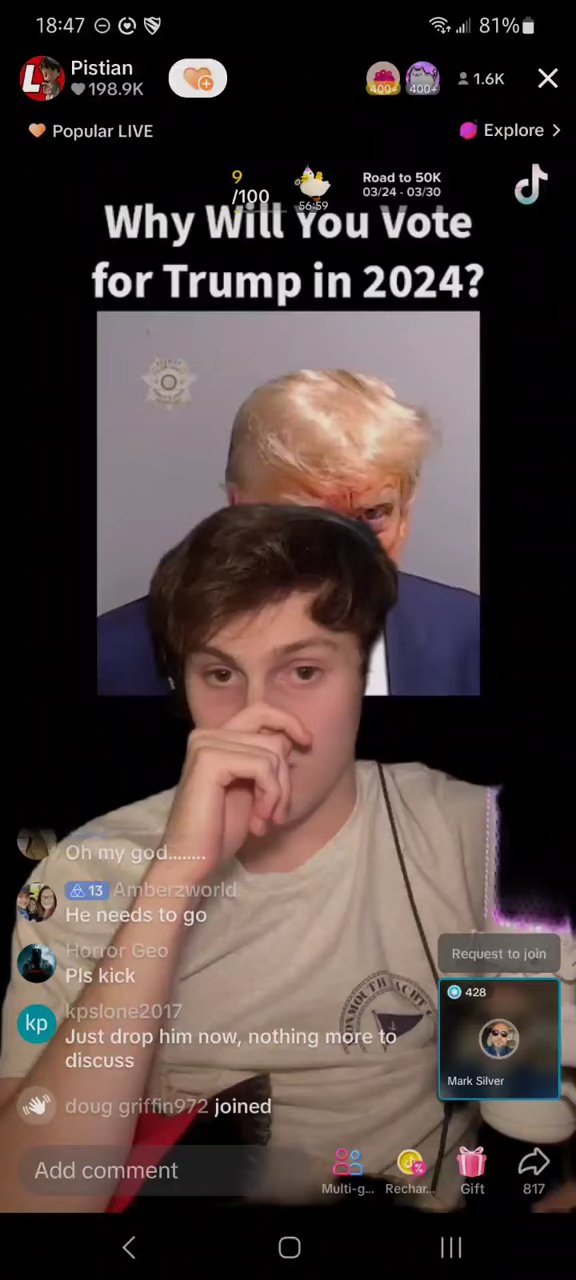 18:47
81%
Pistian
198.9K
400+
400+
1.6K
Popular LIVE
Explore >
9
/100
56:59
Road to 50K
03/24 - 03/30
Why Will You Vote
for Trump in 2024?
Oh my god........
13 Amberzworld
He needs to go
Horror Geo
Pls kick
kp
kpslone2017
Just drop him now, nothing more to
discuss
doug griffin972 joined
Request to join
428
Mark Silver
Add comment
Multi-g...
Rechar...
Gift
817